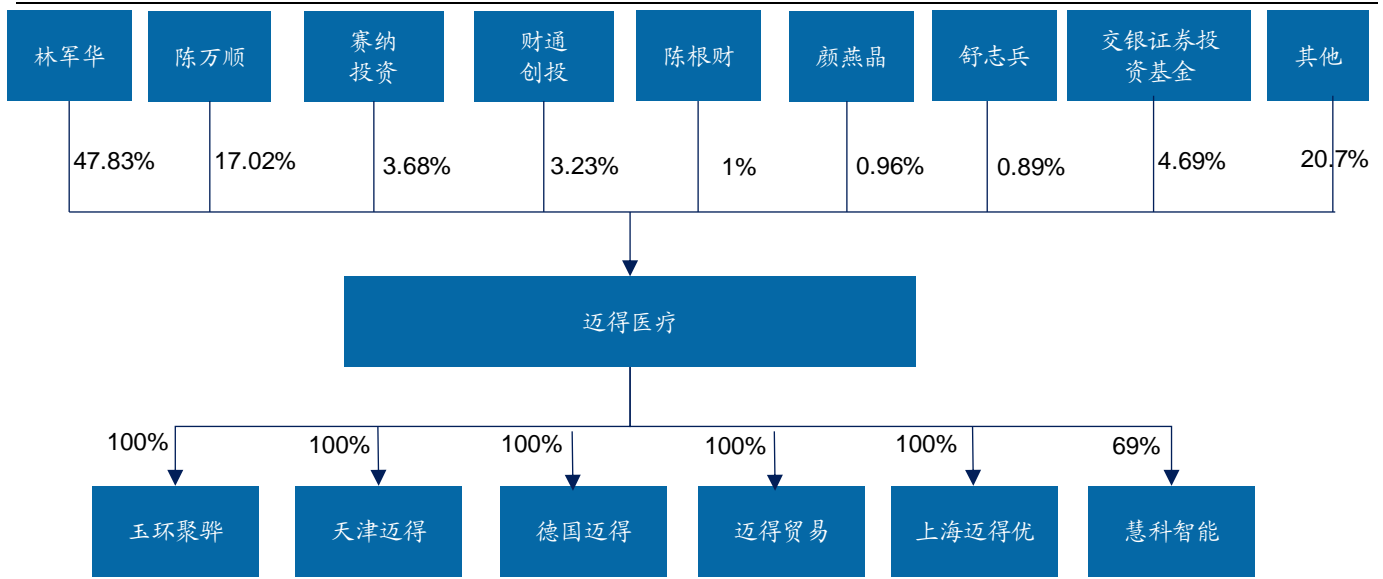 林军华
陈万顺
赛纳
投资
财通
创投
陈根财
颜燕晶
舒志兵
交银证券投
资基金
其他
47.83%
17.02%
3.68%
3.23%
1%
0.96%
0.89%
4.69%
20.7%
迈得医疗
100%
100%
100%
100%
100%
69%
玉环聚骅
天津迈得
德国迈得
迈得贸易
上海迈得优
慧科智能